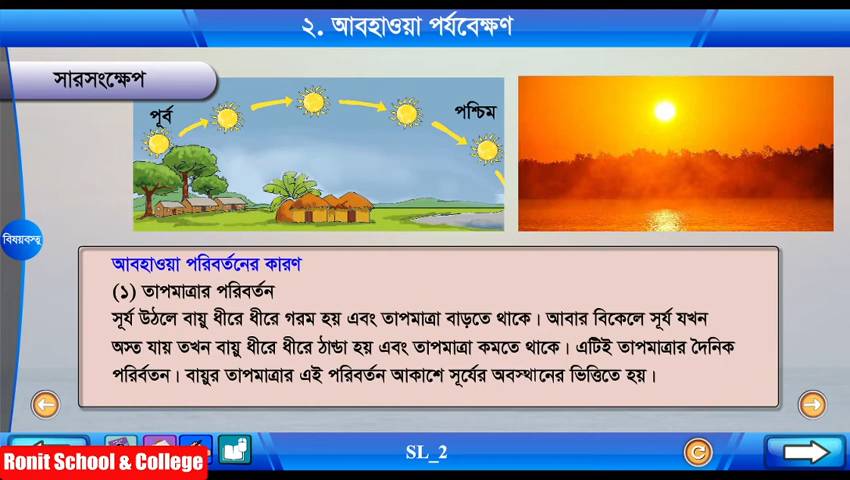 ২. আবহাওয়া পর্যবেক্ষণ
সারসংক্ষেপ
পূর্ব
পশ্চিম
বিষয়বস্তু
আবহাওয়া পরিবর্তনের কারণ
(১) তাপমাত্রার পরিবর্তন
সূর্য উঠলে বায়ু ধীরে ধীরে গরম হয় এবং তাপমাত্রা বাড়তে থাকে। আবার বিকেলে সূর্য যখন
অস্ত যায় তখন বায়ু ধীরে ধীরে ঠান্ডা হয় এবং তাপমাত্রা কমতে থাকে। এটিই তাপমাত্রার দৈনিক
পরির্বতন। বায়ুর তাপমাত্রার এই পরিবর্তন আকাশে সূর্যের অবস্থানের ভিত্তিতে হয়।
SL_2
Ronit School & College